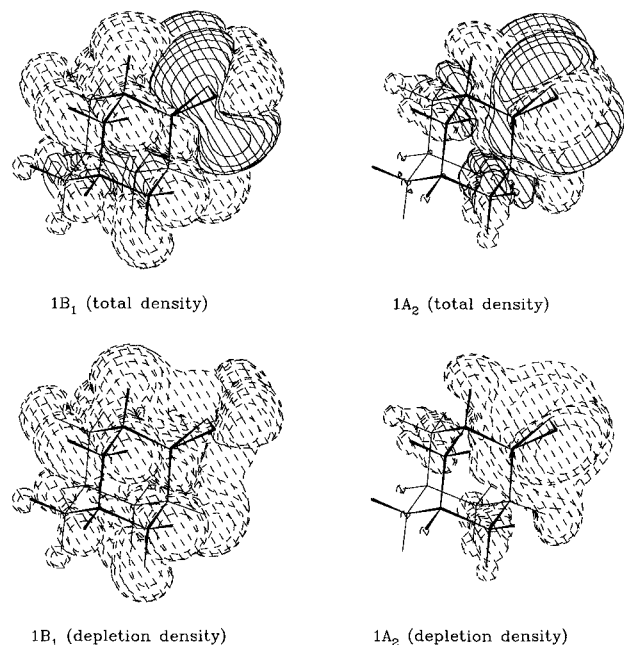 1B₁ (total density)
1A₂ (total density)
1B₁ (depletion density)
1A₂ (depletion density)